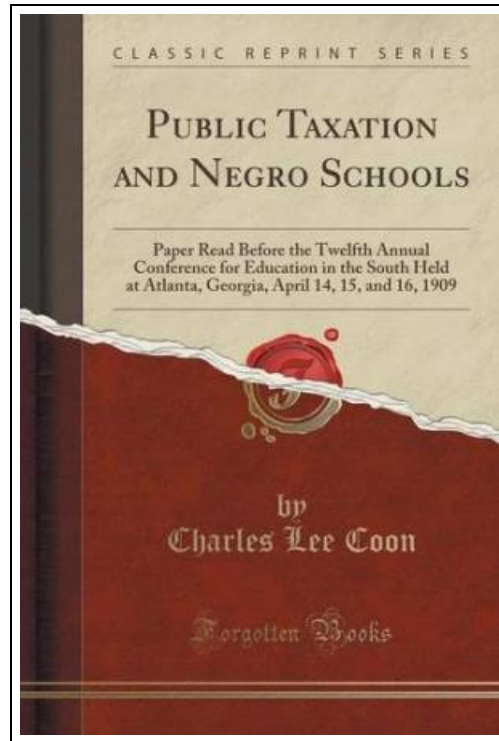 CLASSIC REPRINT SERIES
PUBLIC TAXATION
AND NEGRO SCHOOLS
Paper Read Before the Twelfth Annual
Conference for Education in the South Held
at Atlanta, Georgia, April 14, 15, and 16, 1909
by
Charles Lee Coon
Forgotten Books